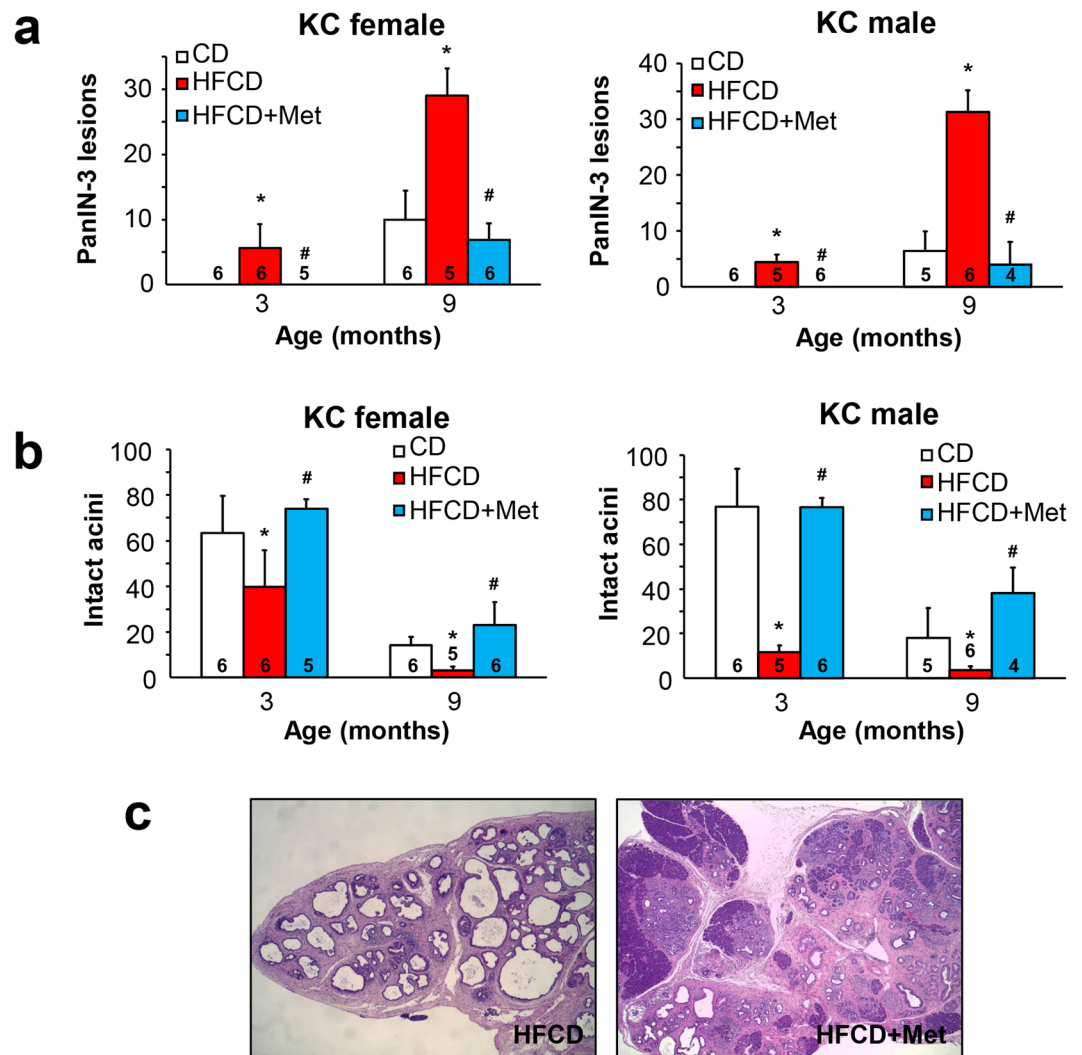 a
KC female
CD
HFCD
HFCD+Met
PanIN-3 lesions
30
20
10
0
*
#
*
#
6 6 5
6 5 6
3 9
Age (months)
KC male
CD
HFCD
HFCD+Met
PanIN-3 lesions
40
30
20
10
0
*
#
*
#
6 5 6
5 6 4
3 9
Age (months)
b
KC female
CD
HFCD
HFCD+Met
Intact acini
100
80
60
40
20
0
*
#
*
#
6 6 5
6 5 6
3 9
Age (months)
KC male
CD
HFCD
HFCD+Met
Intact acini
100
80
60
40
20
0
*
#
*
#
6 5 6
5 6 4
3 9
Age (months)
c
HFCD
HFCD+Met